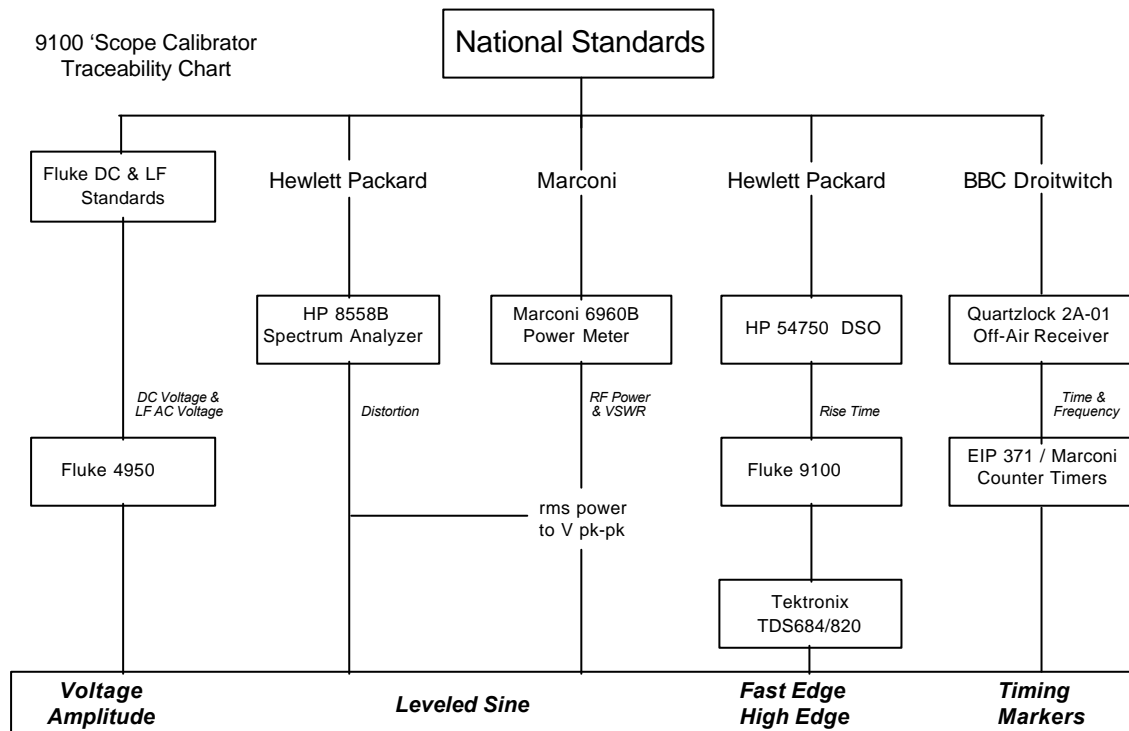 9100 ‘Scope Calibrator
Traceability Chart
National Standards
Fluke DC & LF
Standards
Hewlett Packard
Marconi
Hewlett Packard
BBC Droitwich
HP 8558B
Spectrum Analyzer
Marconi 6960B
Power Meter
HP 54750 DSO
Quartzlock 2A-01
Off-Air Receiver
DC Voltage &
LF AC Voltage
Distortion
RF Power
& VSWR
Rise Time
Time &
Frequency
Fluke 4950
Fluke 9100
EIP 371 / Marconi
Counter Timers
rms power
to V pk-pk
Tektronix
TDS684/820
Voltage
Amplitude
Leveled Sine
Fast Edge
High Edge
Timing
Markers